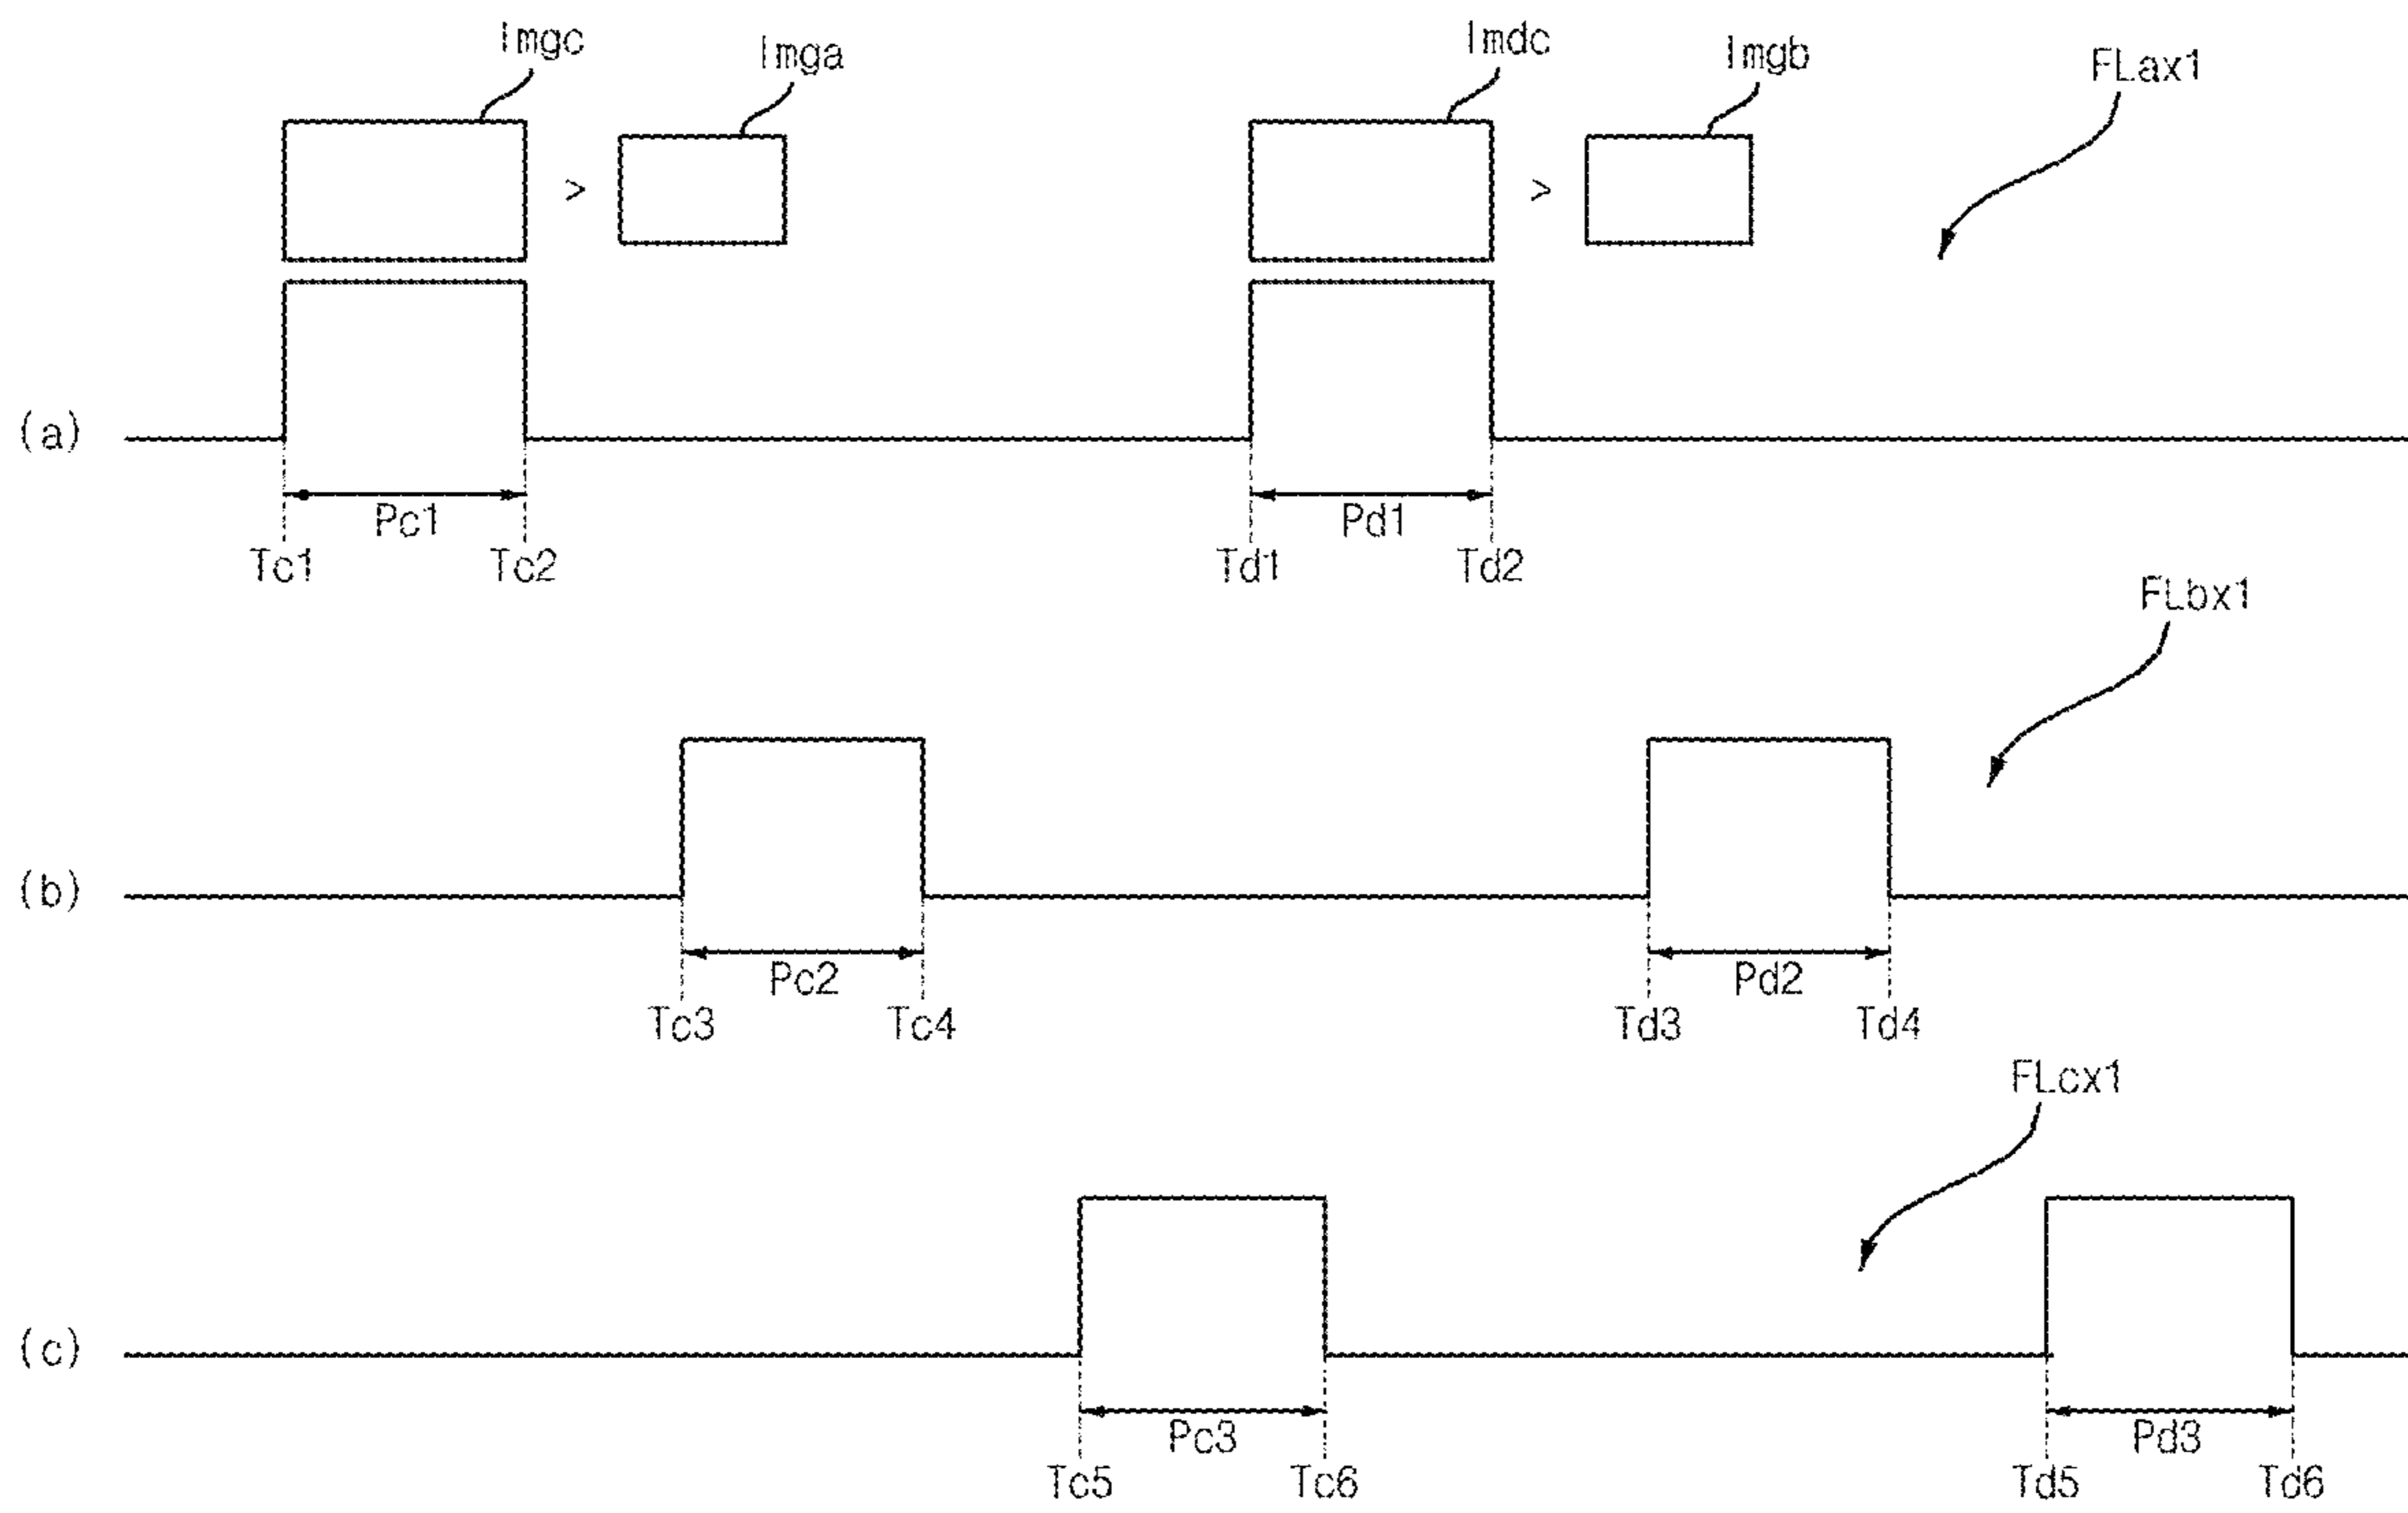 Imgc
Imga
Imdc
Imgb
FLax1
>
>
(a)
Pc1
Pd1
Tc1
Tc2
Td1
Td2
FLbx1
(b)
Pc2
Pd2
Tc3
Tc4
Td3
Td4
FLcx1
(c)
Pc3
Pd3
Tc5
Tc6
Td5
Td6